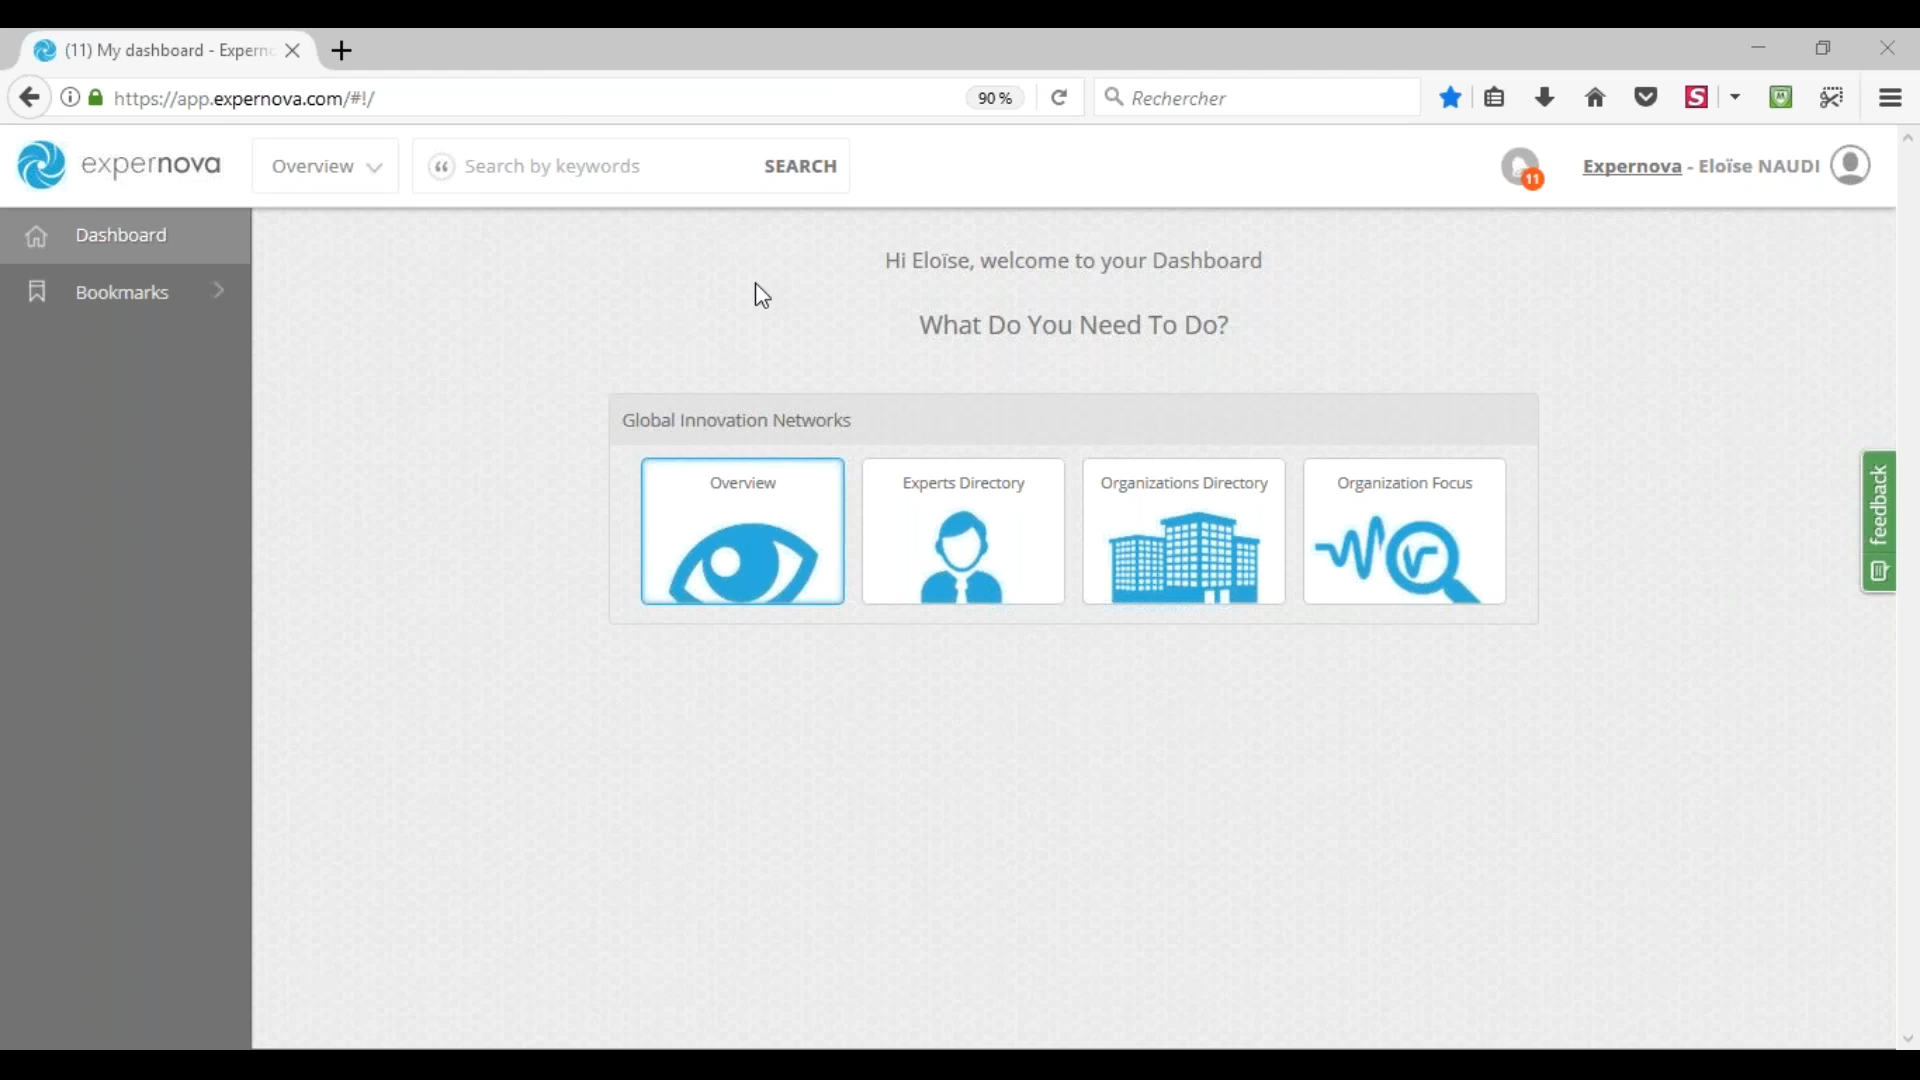 (11) My dashboard - Expern
https://app.expernova.com/#!/
90 %
Rechercher
S
expernova
Overview
“ Search by keywords
SEARCH
11
Expernova - Eloïse NAUDI
Dashboard
Bookmarks
Hi Eloïse, welcome to your Dashboard
What Do You Need To Do?
Global Innovation Networks
Overview
Experts Directory
Organizations Directory
Organization Focus
feedback